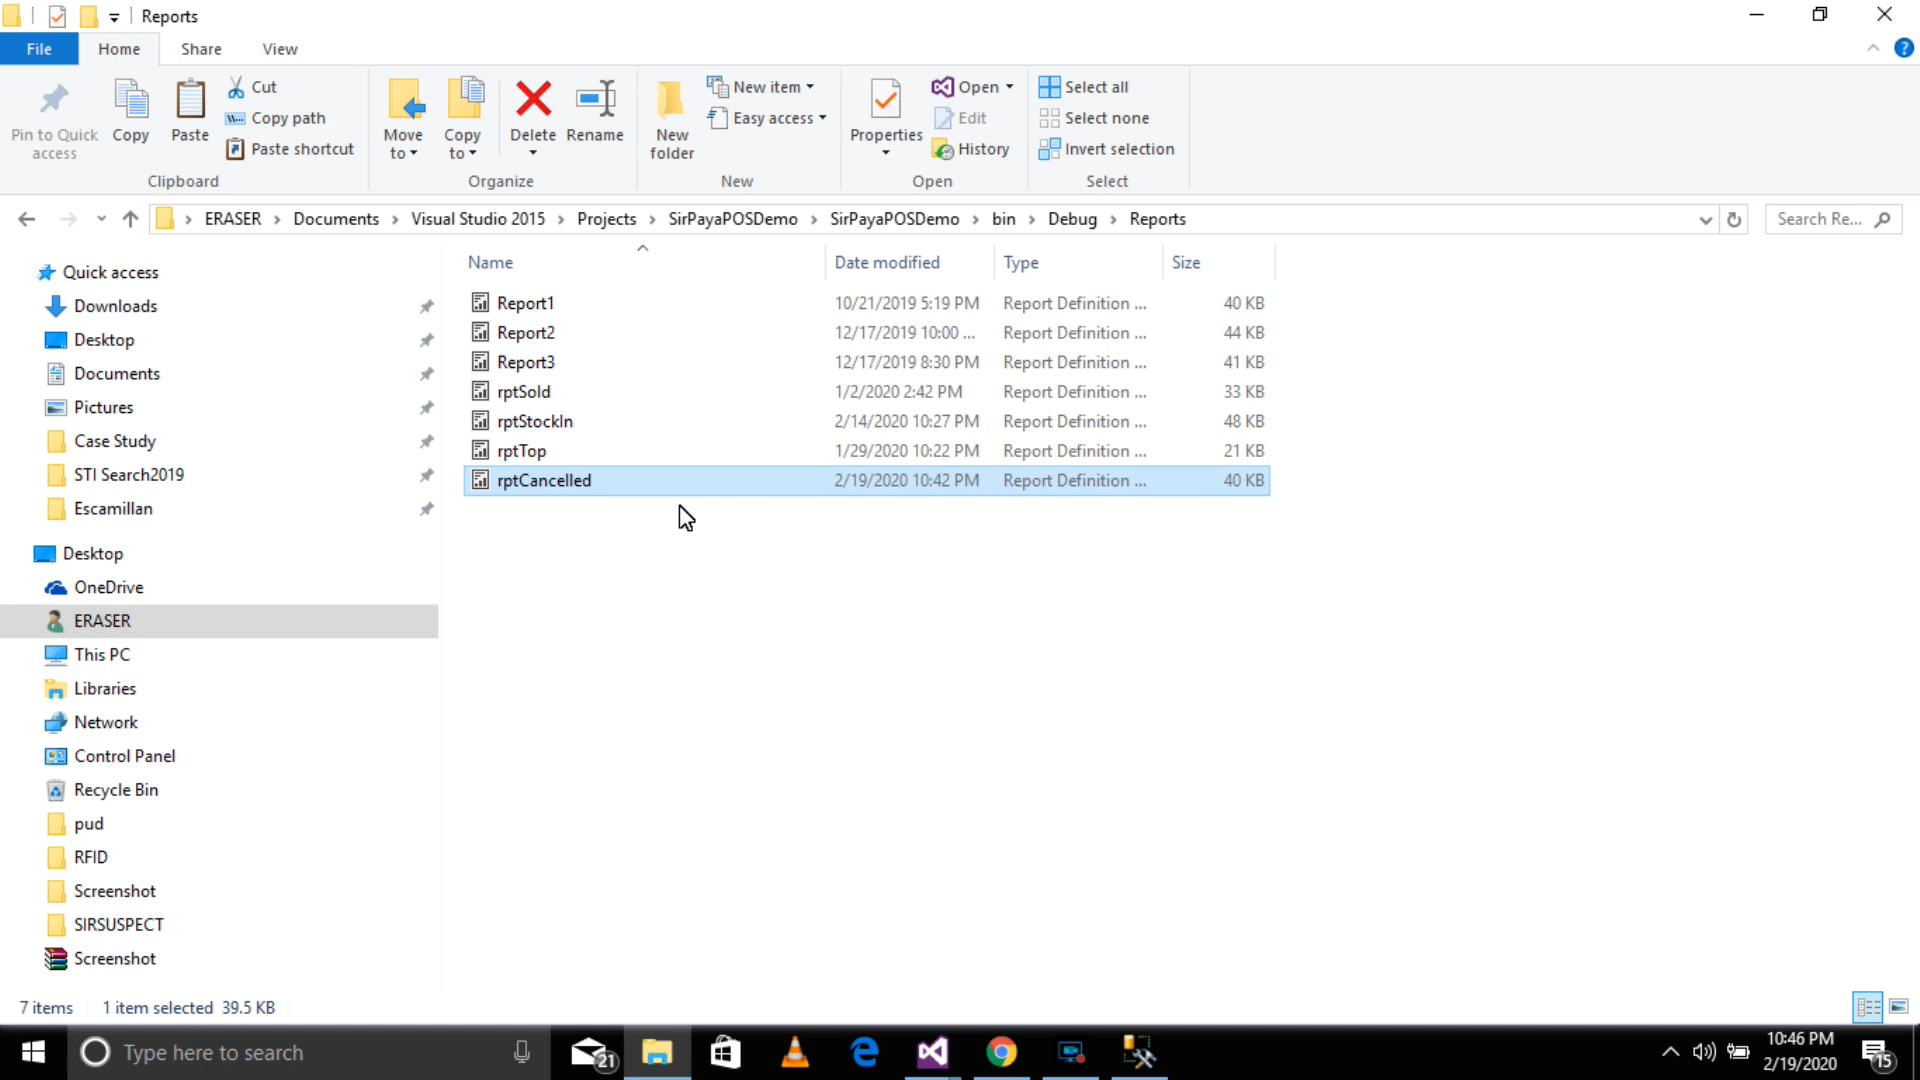 Reports
File Home Share View
Pin to Quick access
Copy
Paste
Cut
Copy path
Paste shortcut
Clipboard
Move to
Copy to
Delete
Rename
Organize
New folder
New item
Easy access
New
Properties
Open
Edit
History
Open
Select all
Select none
Invert selection
Select
ERASER > Documents > Visual Studio 2015 > Projects > SirPayaPOSDemo > SirPayaPOSDemo > bin > Debug > Reports
Search Re...
Quick access
Downloads
Desktop
Documents
Pictures
Case Study
STI Search2019
Escamillan
Desktop
OneDrive
ERASER
This PC
Libraries
Network
Control Panel
Recycle Bin
pud
RFID
Screenshot
SIRSUSPECT
Screenshot
Name Date modified Type Size
Report1 10/21/2019 5:19 PM Report Definition ... 40 KB
Report2 12/17/2019 10:00 ... Report Definition ... 44 KB
Report3 12/17/2019 8:30 PM Report Definition ... 41 KB
rptSold 1/2/2020 2:42 PM Report Definition ... 33 KB
rptStockIn 2/14/2020 10:27 PM Report Definition ... 48 KB
rptTop 1/29/2020 10:22 PM Report Definition ... 21 KB
rptCancelled 2/19/2020 10:42 PM Report Definition ... 40 KB
7 items 1 item selected 39.5 KB
Type here to search
21
10:46 PM
2/19/2020
15